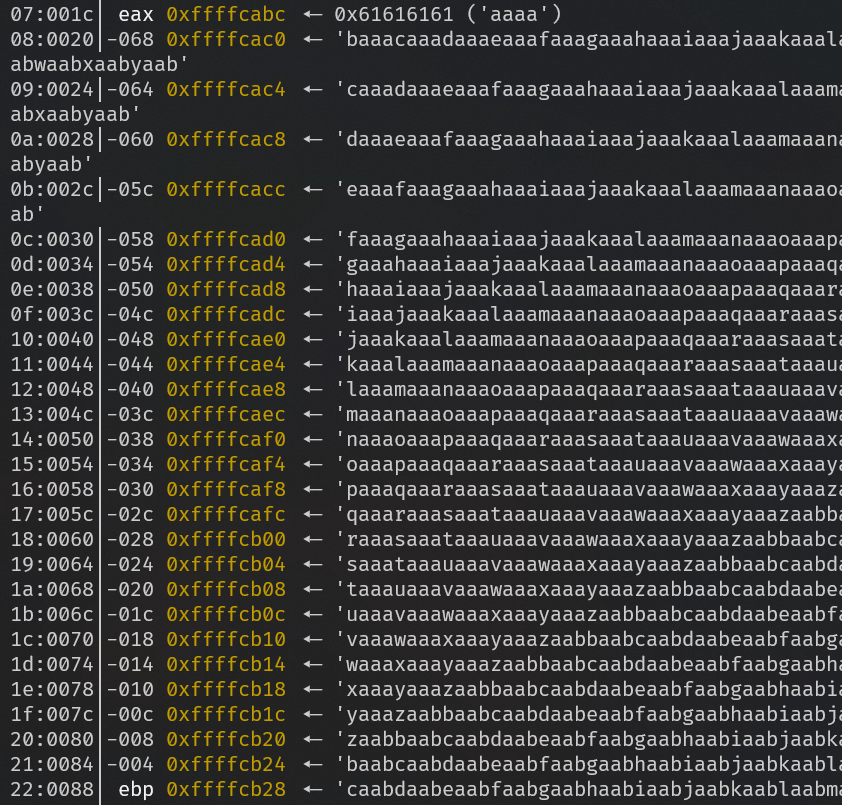 07:001c│ eax 0xffffcabc ← 0x61616161 ('aaaa')
08:0020│-068 0xffffcac0 ← 'baaacaaadaaaeaaafaaagaaahaaaiaaajaaakaaala
abwaabxaabyaab'
09:0024│-064 0xffffcac4 ← 'caaadaaaeaaafaaagaaahaaaiaaajaaakaaalaaama
abxaabyaab'
0a:0028│-060 0xffffcac8 ← 'daaaeaaafaaagaaahaaaiaaajaaakaaalaaamaaana
abyaab'
0b:002c│-05c 0xffffcacc ← 'eaaafaaagaaahaaaiaaajaaakaaalaaamaaanaaaoa
ab'
0c:0030│-058 0xffffcad0 ← 'faaagaaahaaaiaaajaaakaaalaaamaaanaaaoaaapa
0d:0034│-054 0xffffcad4 ← 'gaaahaaaiaaajaaakaaalaaamaaanaaaoaaapaaaqa
0e:0038│-050 0xffffcad8 ← 'haaaiaaajaaakaaalaaamaaanaaaoaaapaaaqaaara
0f:003c│-04c 0xffffcadc ← 'iaaajaaakaaalaaamaaanaaaoaaapaaaqaaaraaasa
10:0040│-048 0xffffcae0 ← 'jaaakaaalaaamaaanaaaoaaapaaaqaaaraaasaaata
11:0044│-044 0xffffcae4 ← 'kaaalaaamaaanaaaoaaapaaaqaaaraaasaaataaaua
12:0048│-040 0xffffcae8 ← 'laaamaaanaaaoaaapaaaqaaaraaasaaataaauaaava
13:004c│-03c 0xffffcaec ← 'maaanaaaoaaapaaaqaaaraaasaaataaauaaavaaawa
14:0050│-038 0xffffcaf0 ← 'naaaoaaapaaaqaaaraaasaaataaauaaavaaawaaaxa
15:0054│-034 0xffffcaf4 ← 'oaaapaaaqaaaraaasaaataaauaaavaaawaaaxaaaya
16:0058│-030 0xffffcaf8 ← 'paaaqaaaraaasaaataaauaaavaaawaaaxaaayaaaza
17:005c│-02c 0xffffcafc ← 'qaaaraaasaaataaauaaavaaawaaaxaaayaaazaabba
18:0060│-028 0xffffcb00 ← 'raaasaaataaauaaavaaawaaaxaaayaaazaabbaabca
19:0064│-024 0xffffcb04 ← 'saaataaauaaavaaawaaaxaaayaaazaabbaabcaabda
1a:0068│-020 0xffffcb08 ← 'taaauaaavaaawaaaxaaayaaazaabbaabcaabdaabea
1b:006c│-01c 0xffffcb0c ← 'uaaavaaawaaaxaaayaaazaabbaabcaabdaabeaabfa
1c:0070│-018 0xffffcb10 ← 'vaaawaaaxaaayaaazaabbaabcaabdaabeaabfaabga
1d:0074│-014 0xffffcb14 ← 'waaaxaaayaaazaabbaabcaabdaabeaabfaabgaabha
1e:0078│-010 0xffffcb18 ← 'xaaayaaazaabbaabcaabdaabeaabfaabgaabhaabia
1f:007c│-00c 0xffffcb1c ← 'yaaazaabbaabcaabdaabeaabfaabgaabhaabiaabja
20:0080│-008 0xffffcb20 ← 'zaabbaabcaabdaabeaabfaabgaabhaabiaabjaabka
21:0084│-004 0xffffcb24 ← 'baabcaabdaabeaabfaabgaabhaabiaabjaabkaabla
22:0088│ ebp 0xffffcb28 ← 'caabdaabeaabfaabgaabhaabiaabjaabkaablaabma